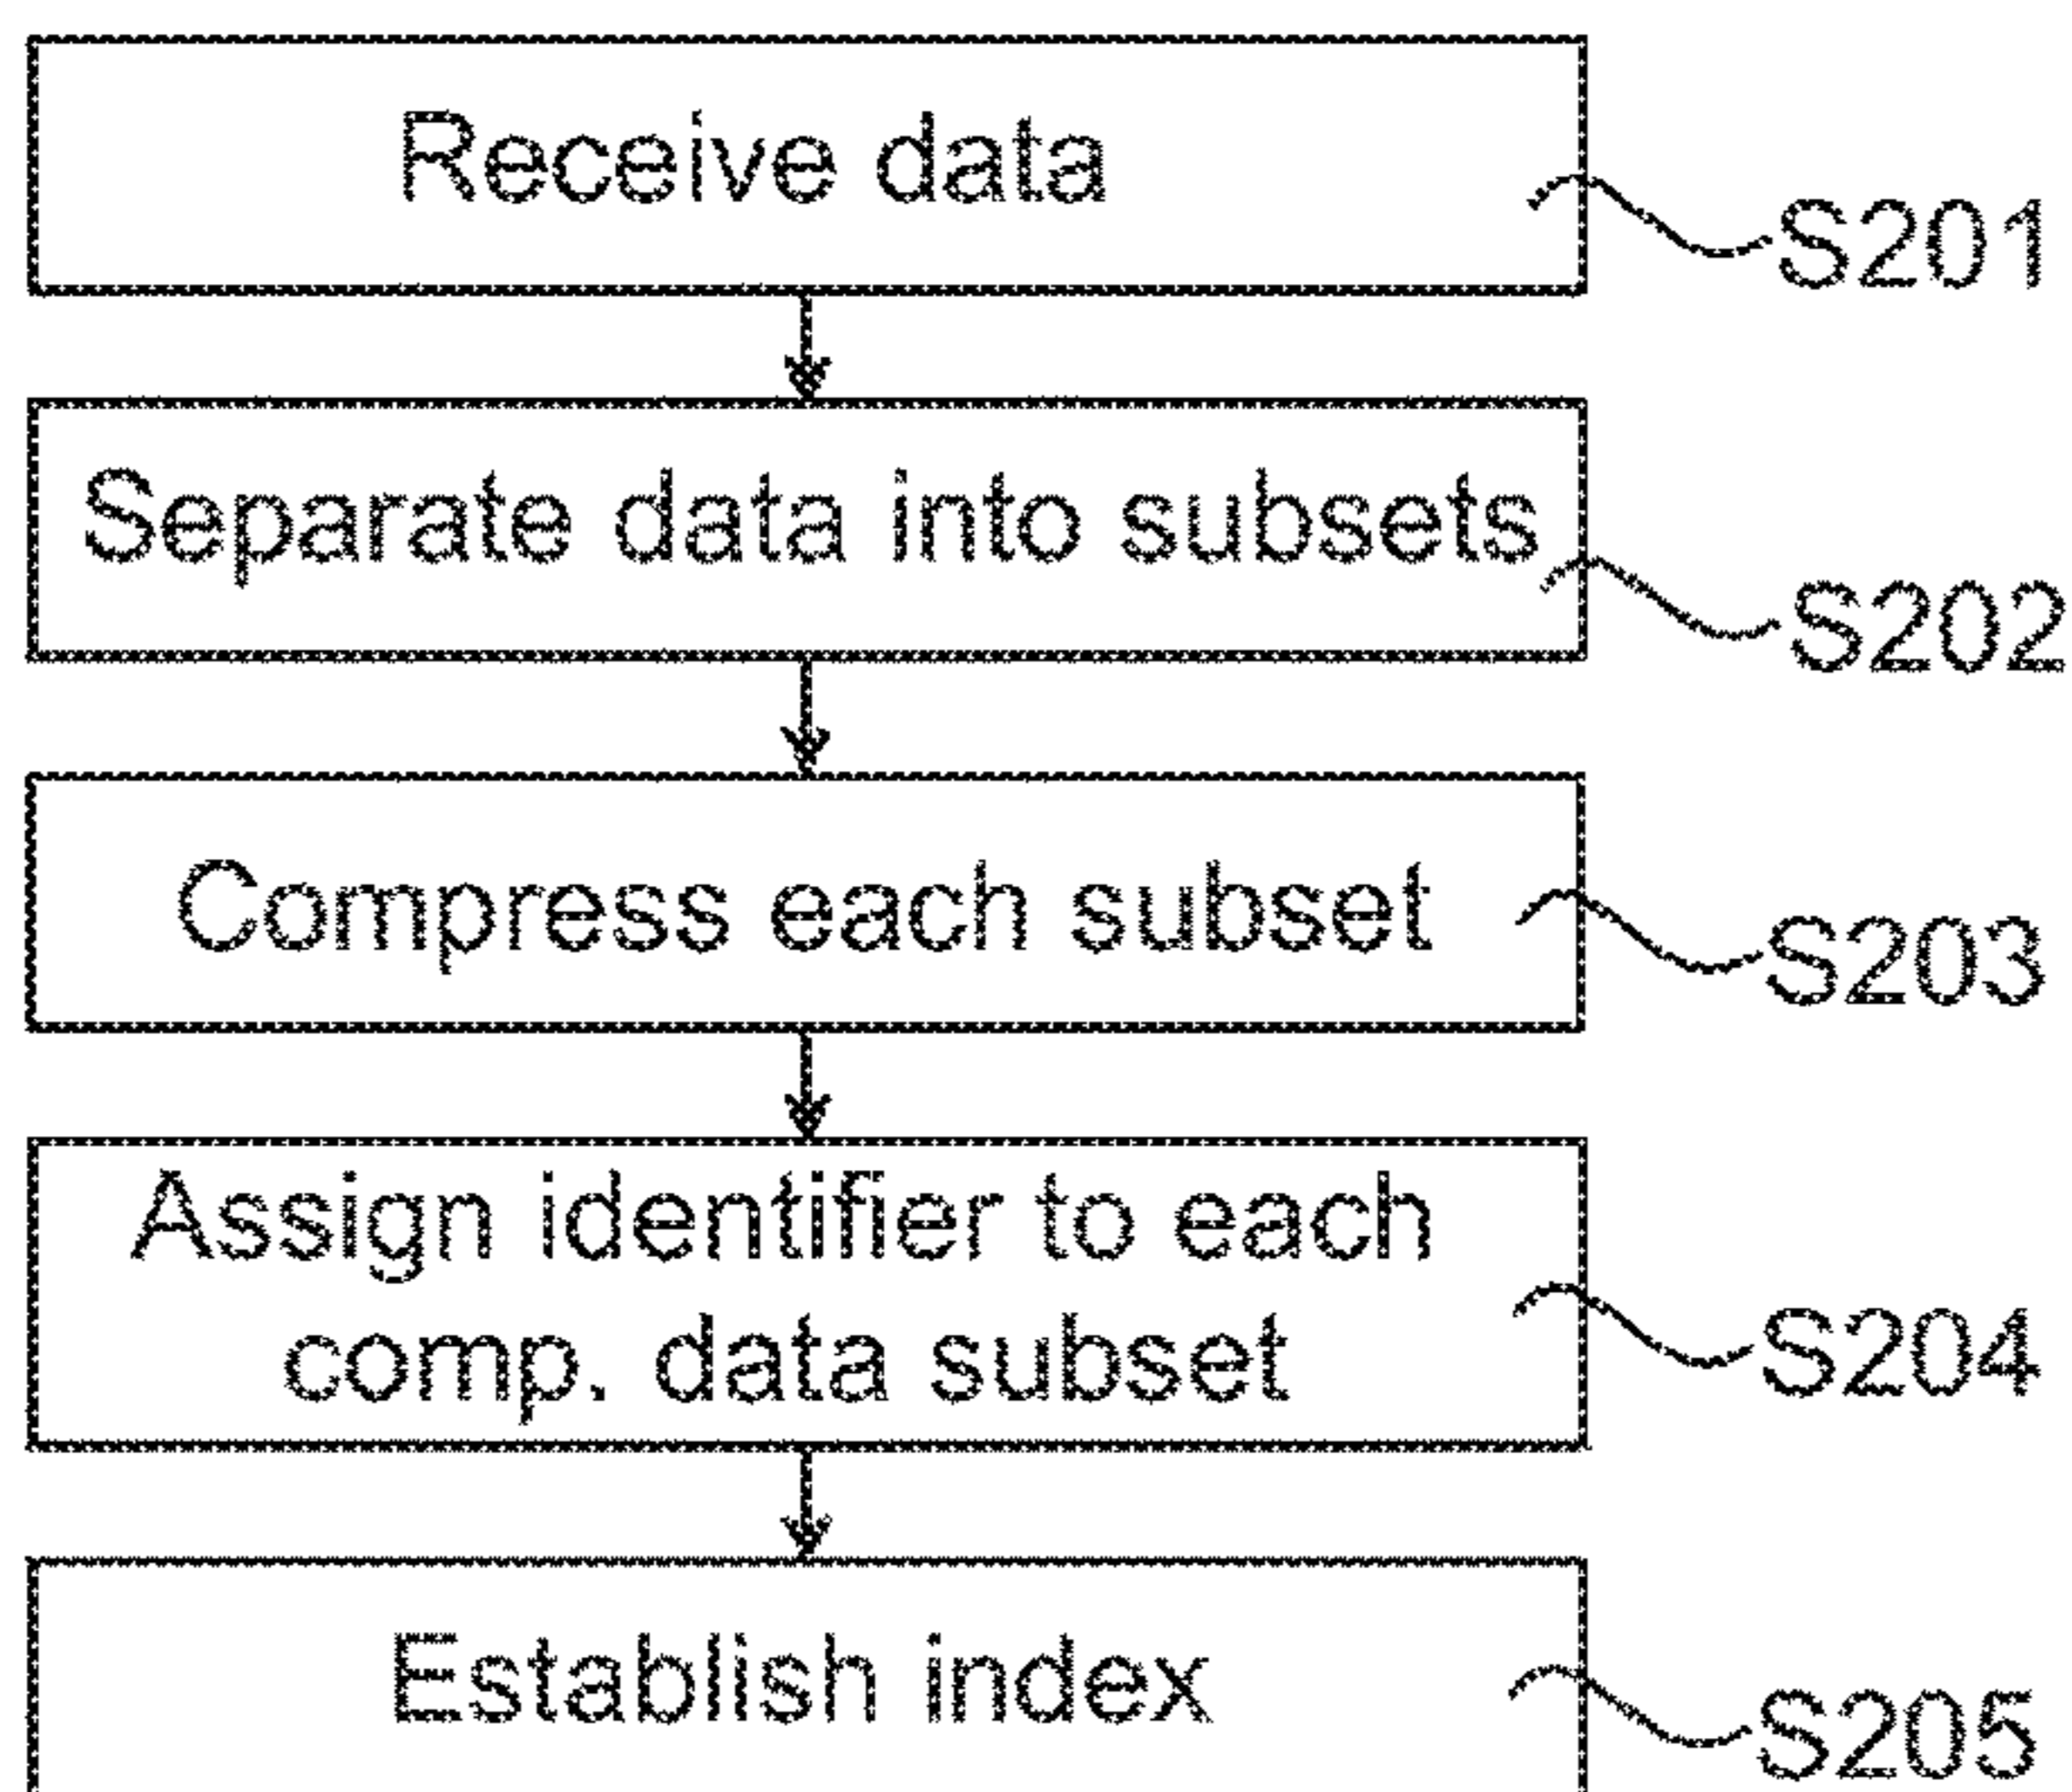 Receive data
S201
Separate data into subsets
S202
Compress each subset
S203
Assign identifier to each
comp. data subset
S204
Establish index
S205